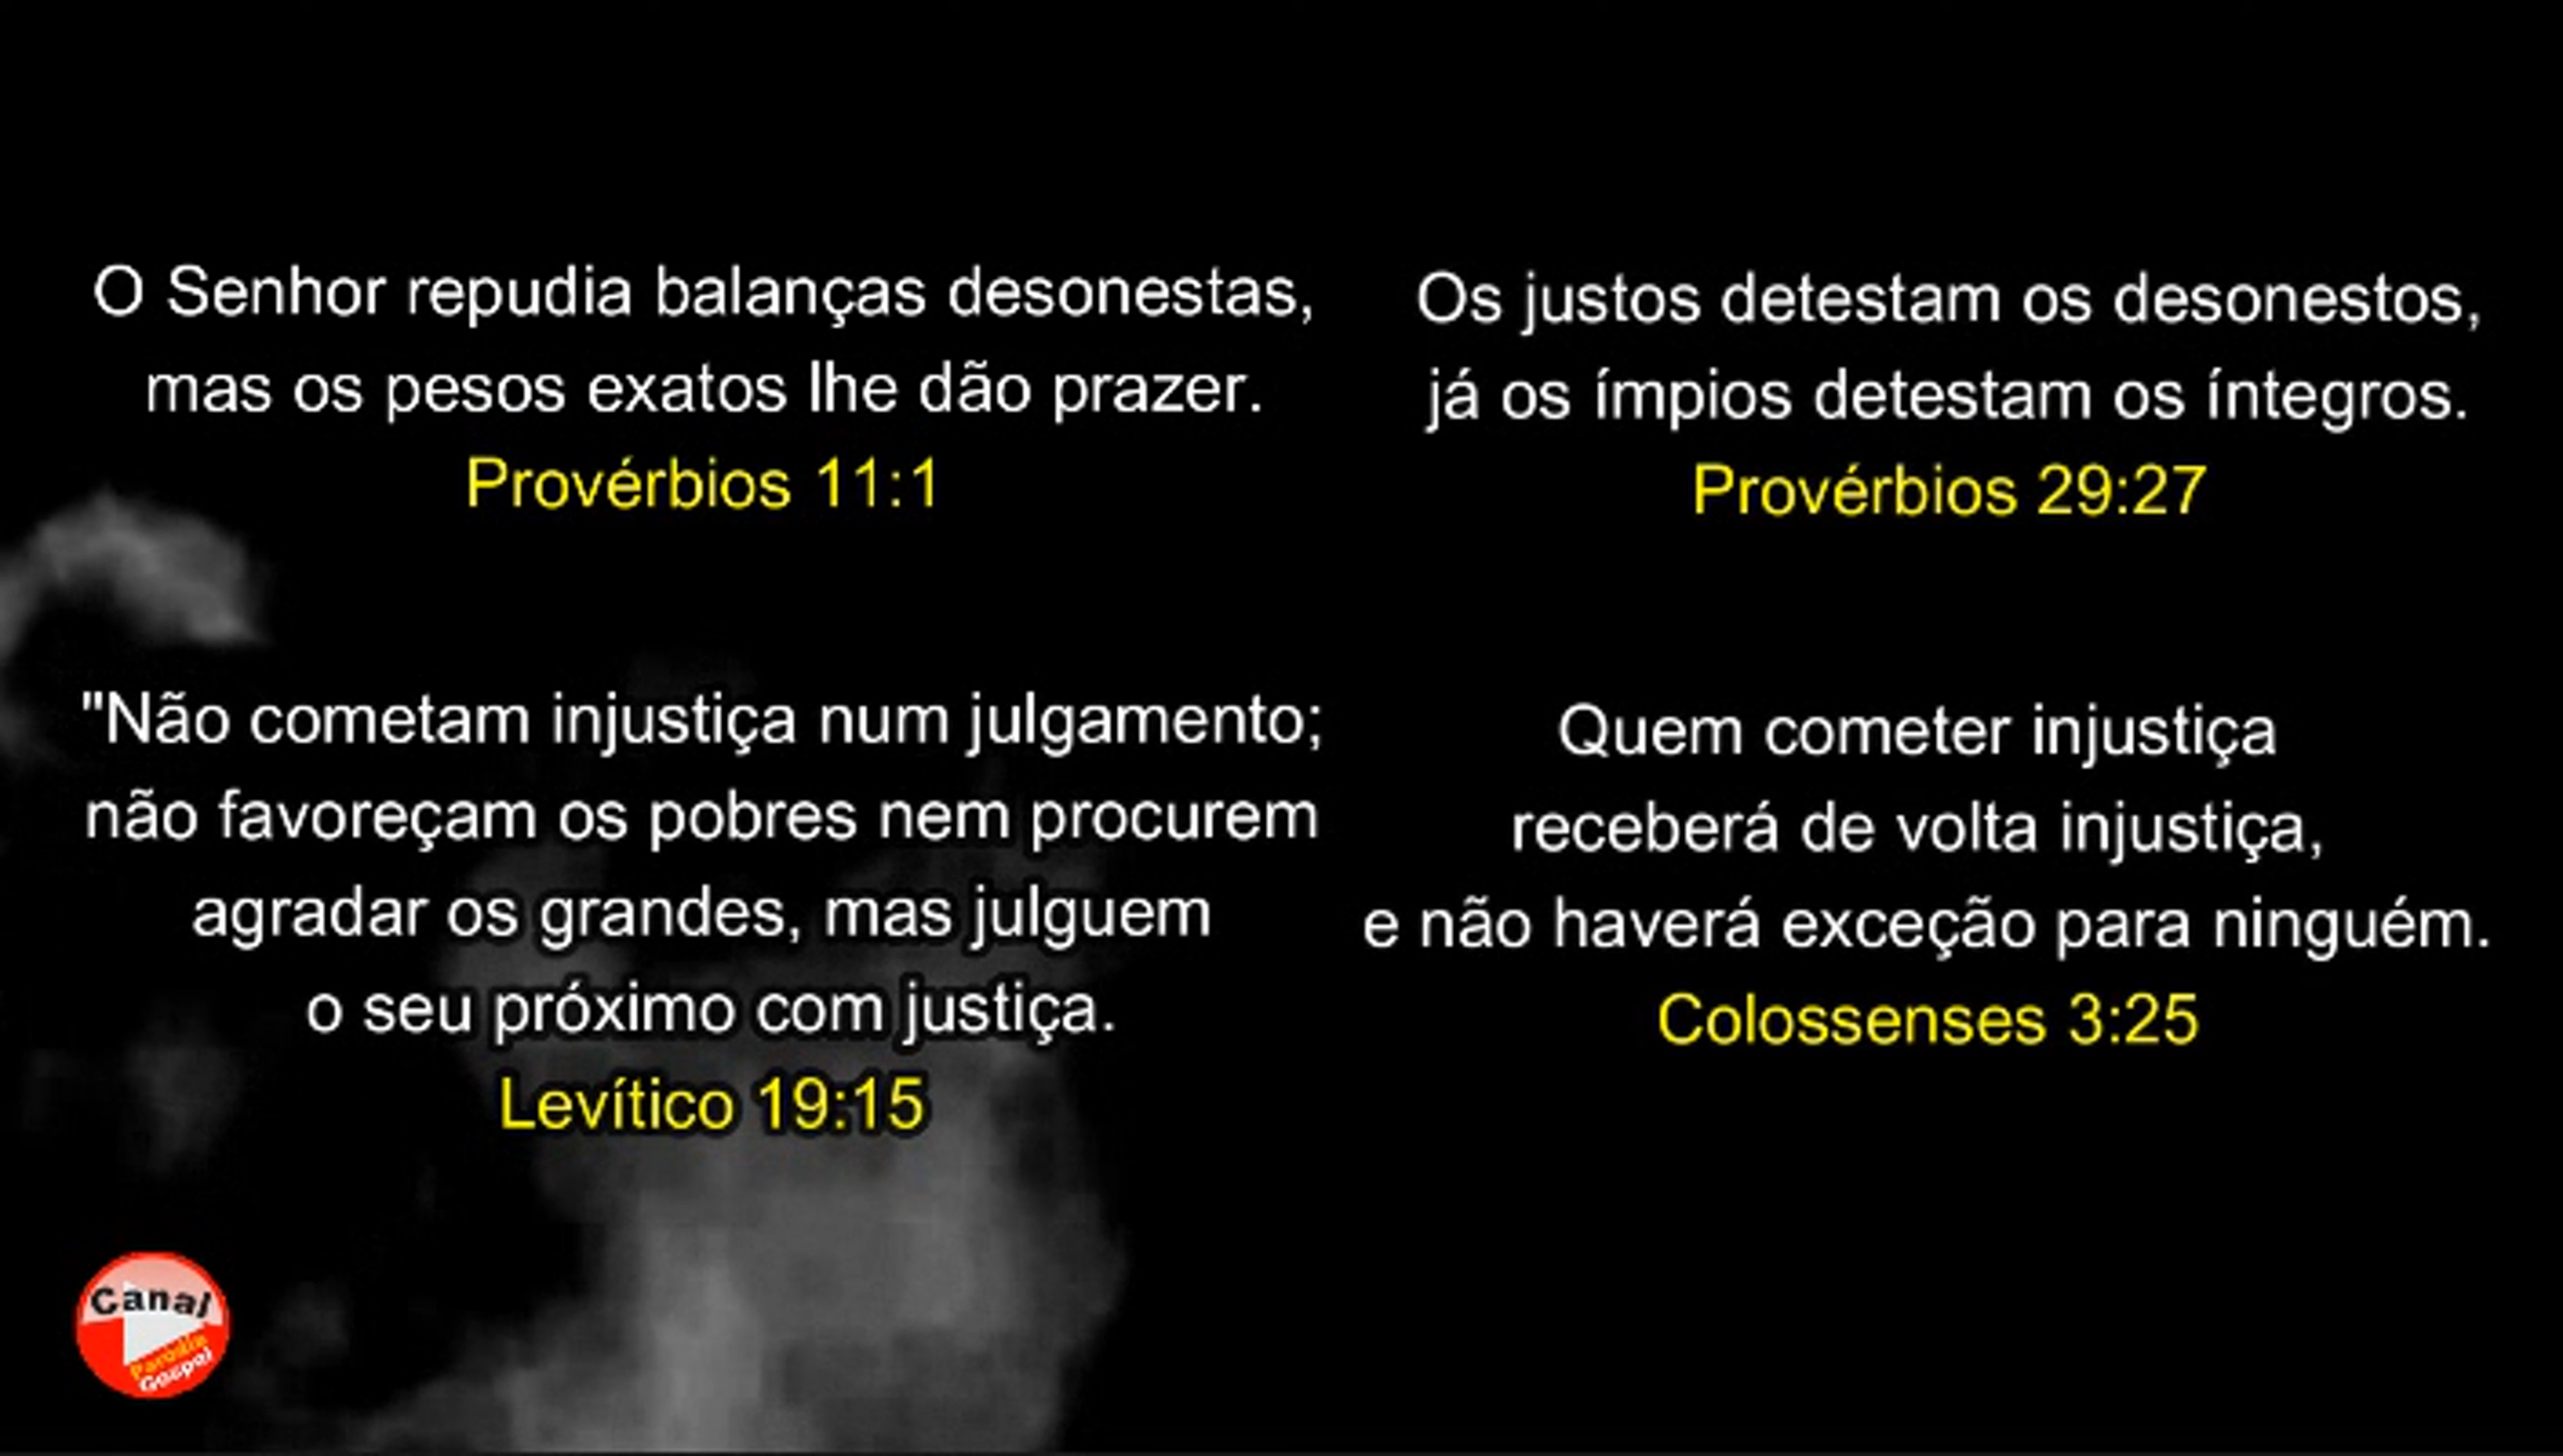 O Senhor repudia balanças desonestas,
mas os pesos exatos lhe dão prazer.
Provérbios 11:1
Os justos detestam os desonestos,
já os ímpios detestam os íntegros.
Provérbios 29:27
"Não cometam injustiça num julgamento;
não favoreçam os pobres nem procurem
agradar os grandes, mas julguem
o seu próximo com justiça.
Levítico 19:15
Quem cometer injustiça
receberá de volta injustiça,
e não haverá exceção para ninguém.
Colossenses 3:25
Canal
Paródia
Gospel